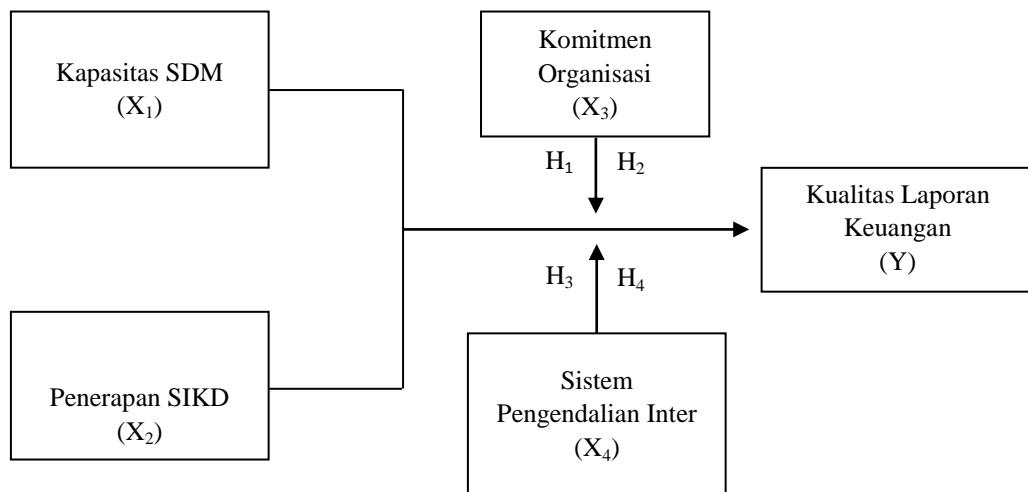 Kapasitas SDM
(X₁)
Komitmen
Organisasi
(X₃)
H₁ H₂
Kualitas Laporan
Keuangan
(Y)
H₃ H₄
Penerapan SIKD
(X₂)
Sistem
Pengendalian Inter
(X₄)